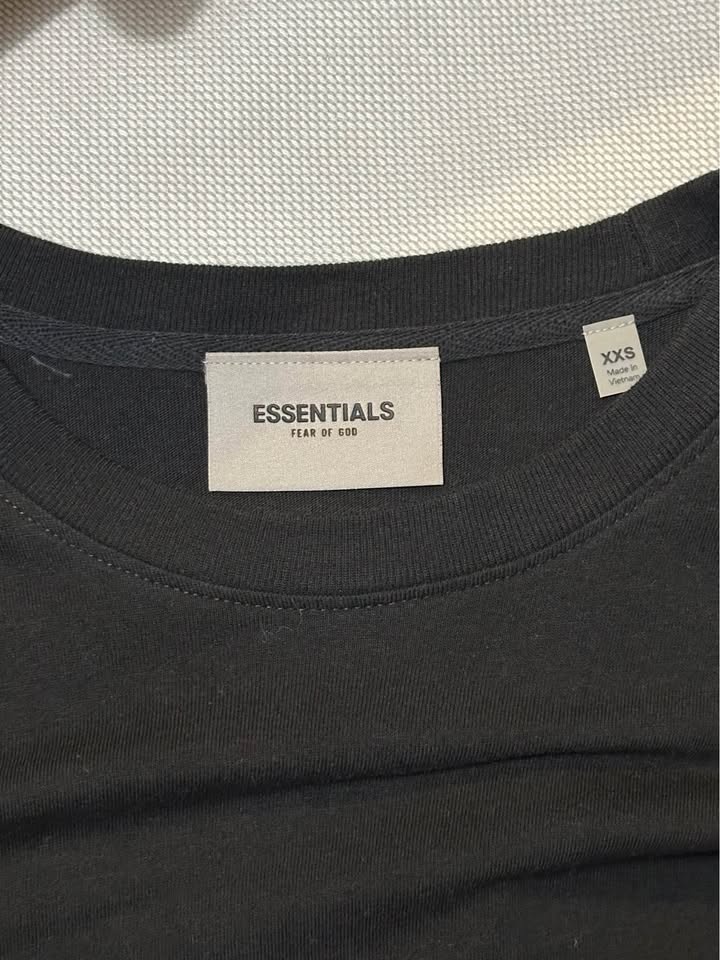 ESSENTIALS
FEAR OF GOD
XXS
Made in
Vietnam